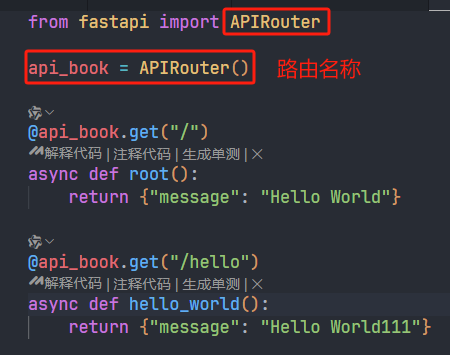 from fastapi import APIRouter
api_book = APIRouter() 路由名称
@api_book.get("/")
解释代码 | 注释代码 | 生成单测 | ×
async def root():
return {"message": "Hello World"}
@api_book.get("/hello")
解释代码 | 注释代码 | 生成单测 | ×
async def hello_world():
return {"message": "Hello World111"}